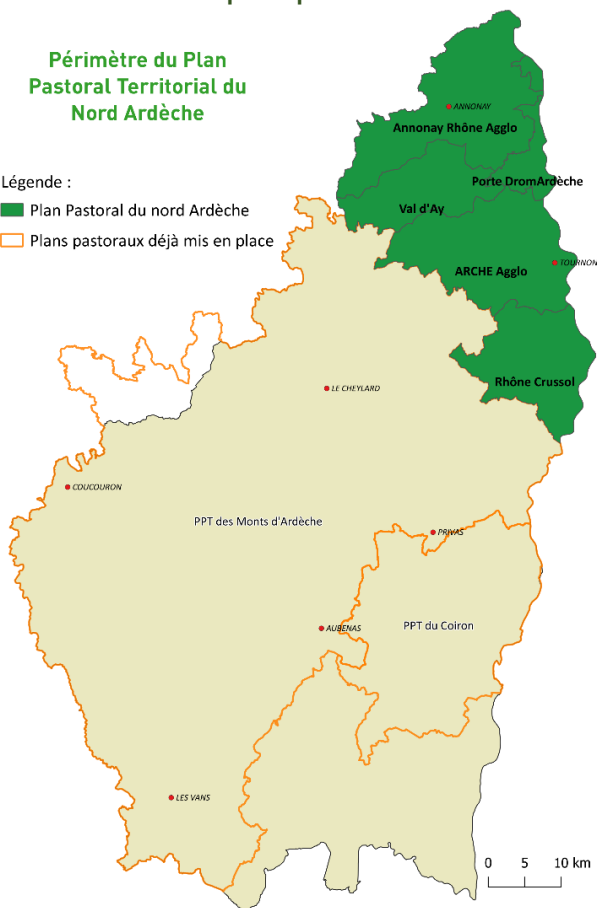 Périmètre du Plan
Pastoral Territorial du
Nord Ardèche
Légende :
Plan Pastoral du nord Ardèche
Plans pastoraux déjà mis en place
ANNONAY
Annonay Rhône Agglo
Porte DromArdèche
Val d'Ay
TOURNON
ARCHE Agglo
Rhône Crussol
LE CHEYLARD
COUCOURON
PPT des Monts d'Ardèche
PRIVAS
AUBENAS
PPT du Coiron
LES VANS
0 5 10 km